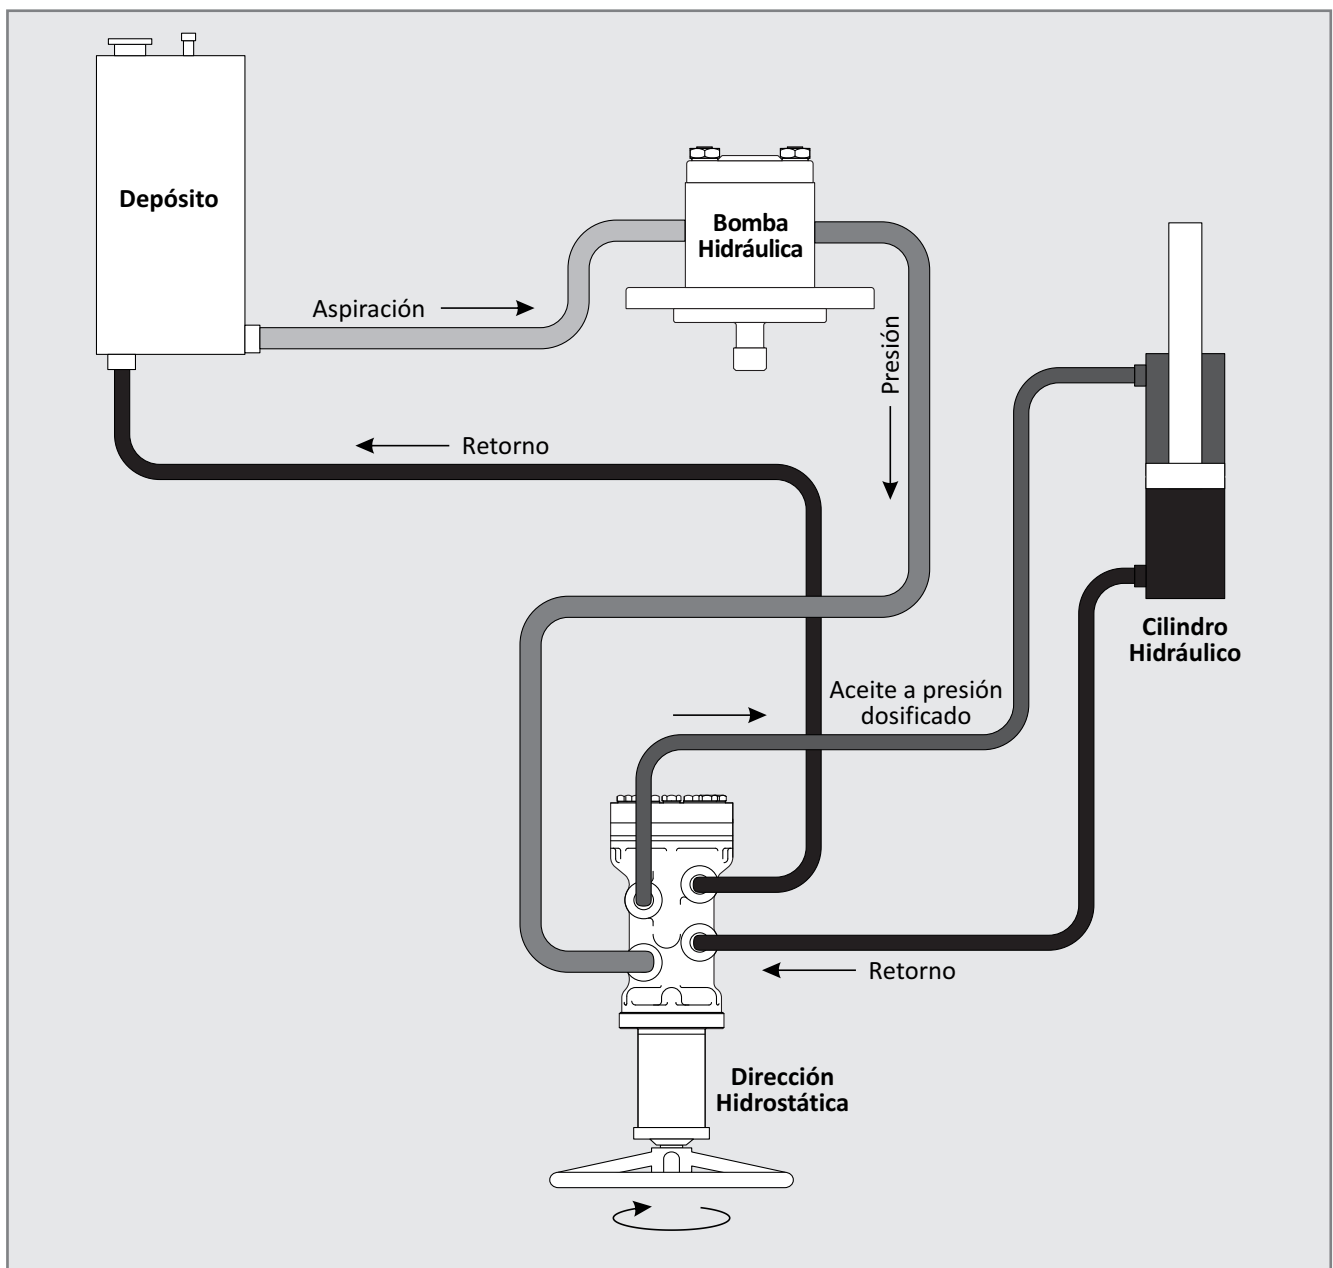 Depósito
Bomba
Hidráulica
Aspiración
Presión
Retorno
Cilindro
Hidráulico
Aceite a presión
dosificado
Retorno
Dirección
Hidrostática